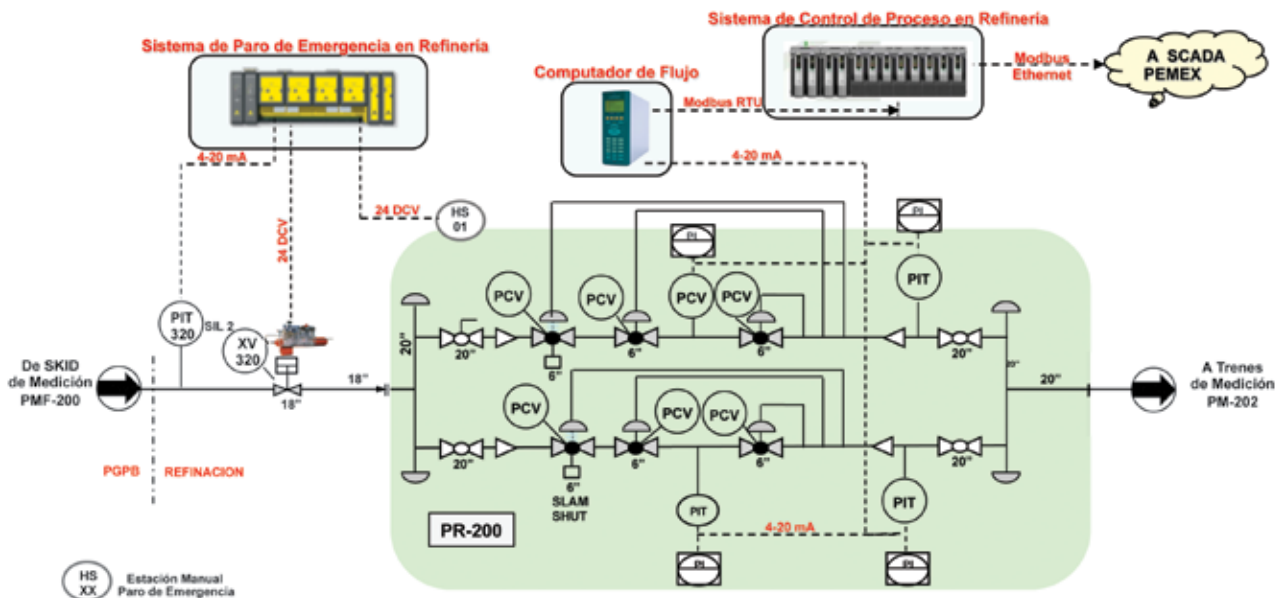 Sistema de Control de Proceso en Refineria
Sistema de Paro de Emergencia en Refineria
Computador de Flujo
Modbus
Ethernet
A SCADA
PEMEX
Modbus RTU
4-20 mA
4-20 mA
24 DCV
24 DCV
HS
01
PI
PI
PIT
320
SIL 2
XV
320
PCV
PCV
PCV
PCV
PIT
20"
20"
6"
6"
6"
20"
20"
De SKID
de Medición
PMF-200
18"
18"
20"
A Trenes
de Medición
PM-202
PCV
PCV
PCV
20"
6"
6"
6"
20"
SLAM
SHUT
PGPB
REFINACION
PIT
PIT
PR-200
4-20 mA
PI
PI
HS
XX
Estación Manual
Paro de Emergencia